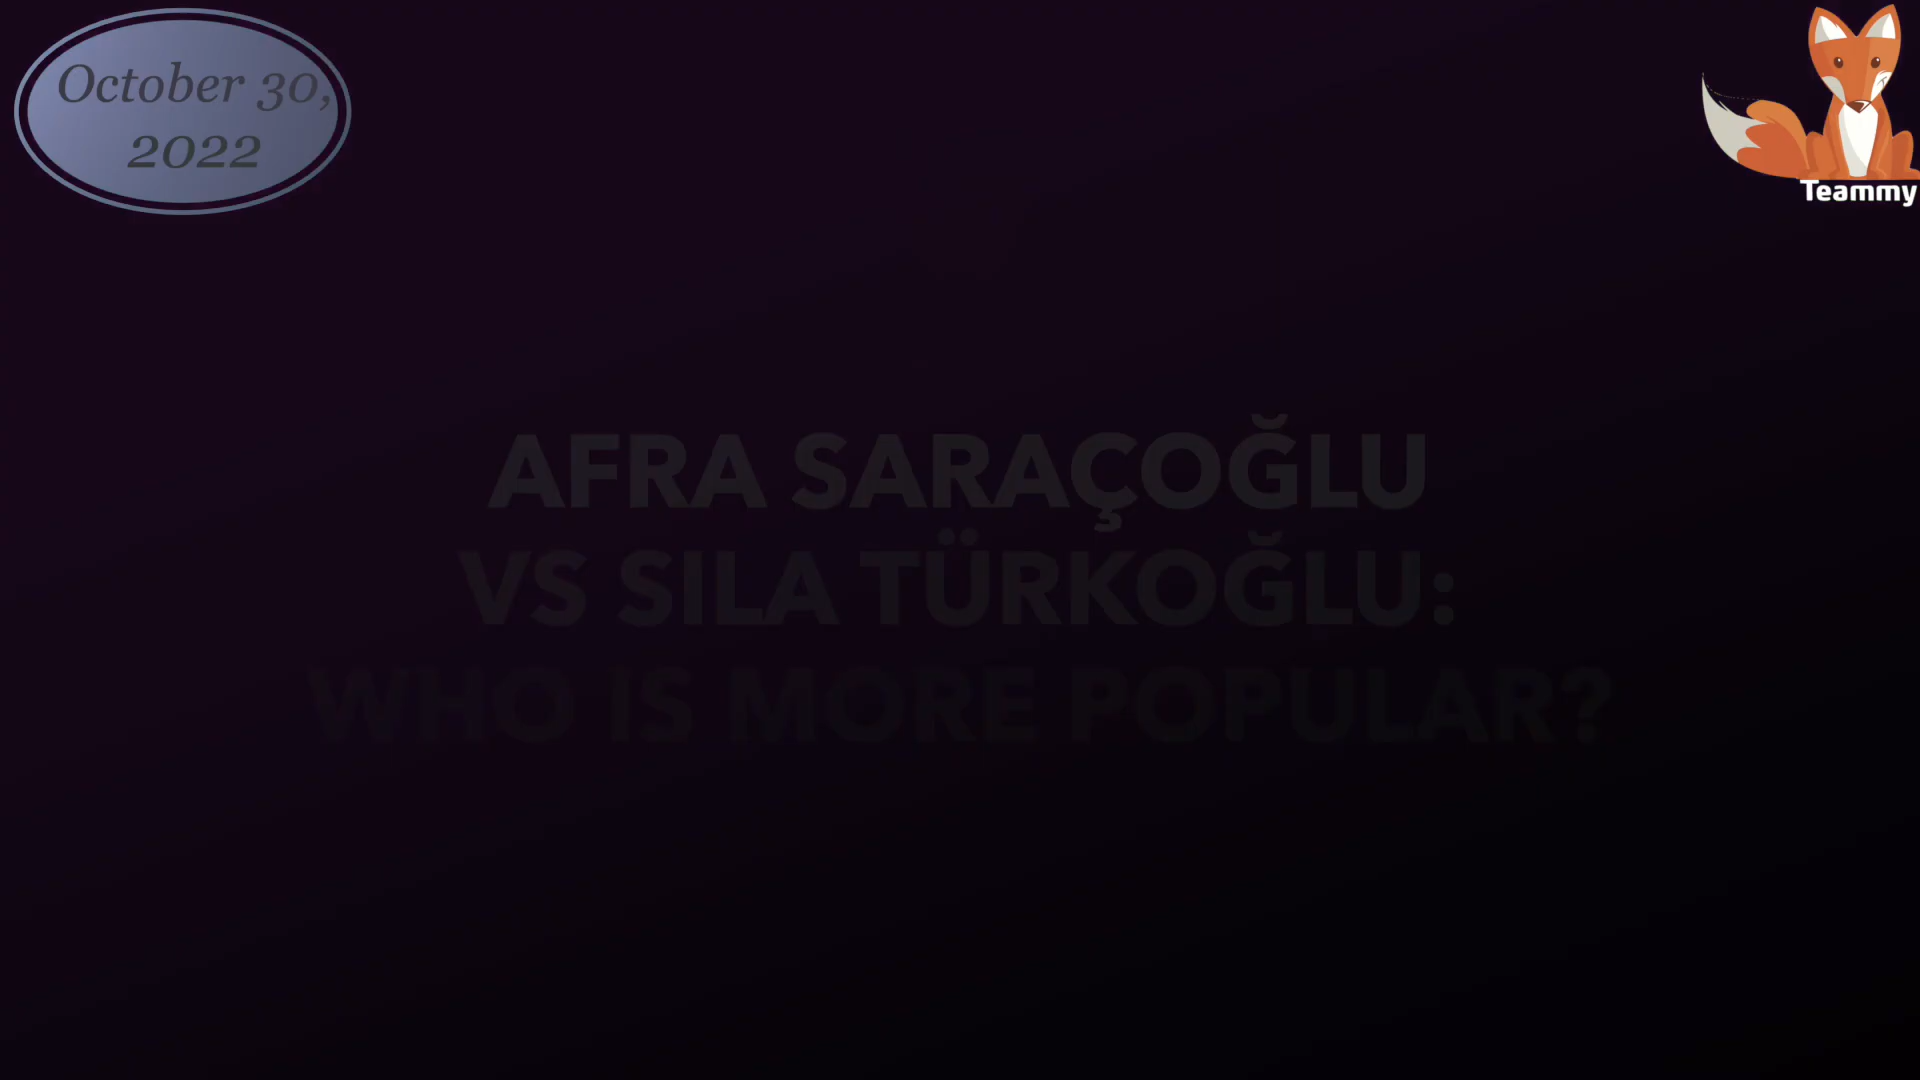 October 30,
2022
Teammy
AFRA SARAÇOĞLU
VS SILA TÜRKOĞLU:
WHO IS MORE POPULAR?